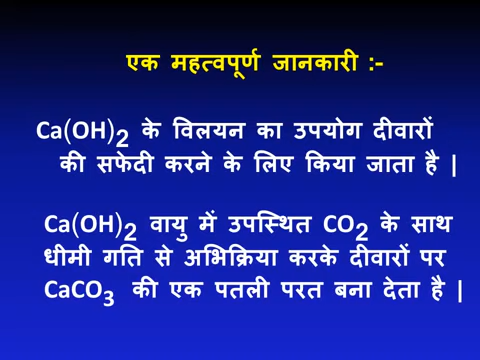 एक महत्वपूर्ण जानकारी :-
Ca(OH)2 के विलयन का उपयोग दीवारों
की सफेदी करने के लिए किया जाता है |
Ca(OH)2 वायु में उपस्थित CO2 के साथ
धीमी गति से अभिक्रिया करके दीवारों पर
CaCO3 की एक पतली परत बना देता है |